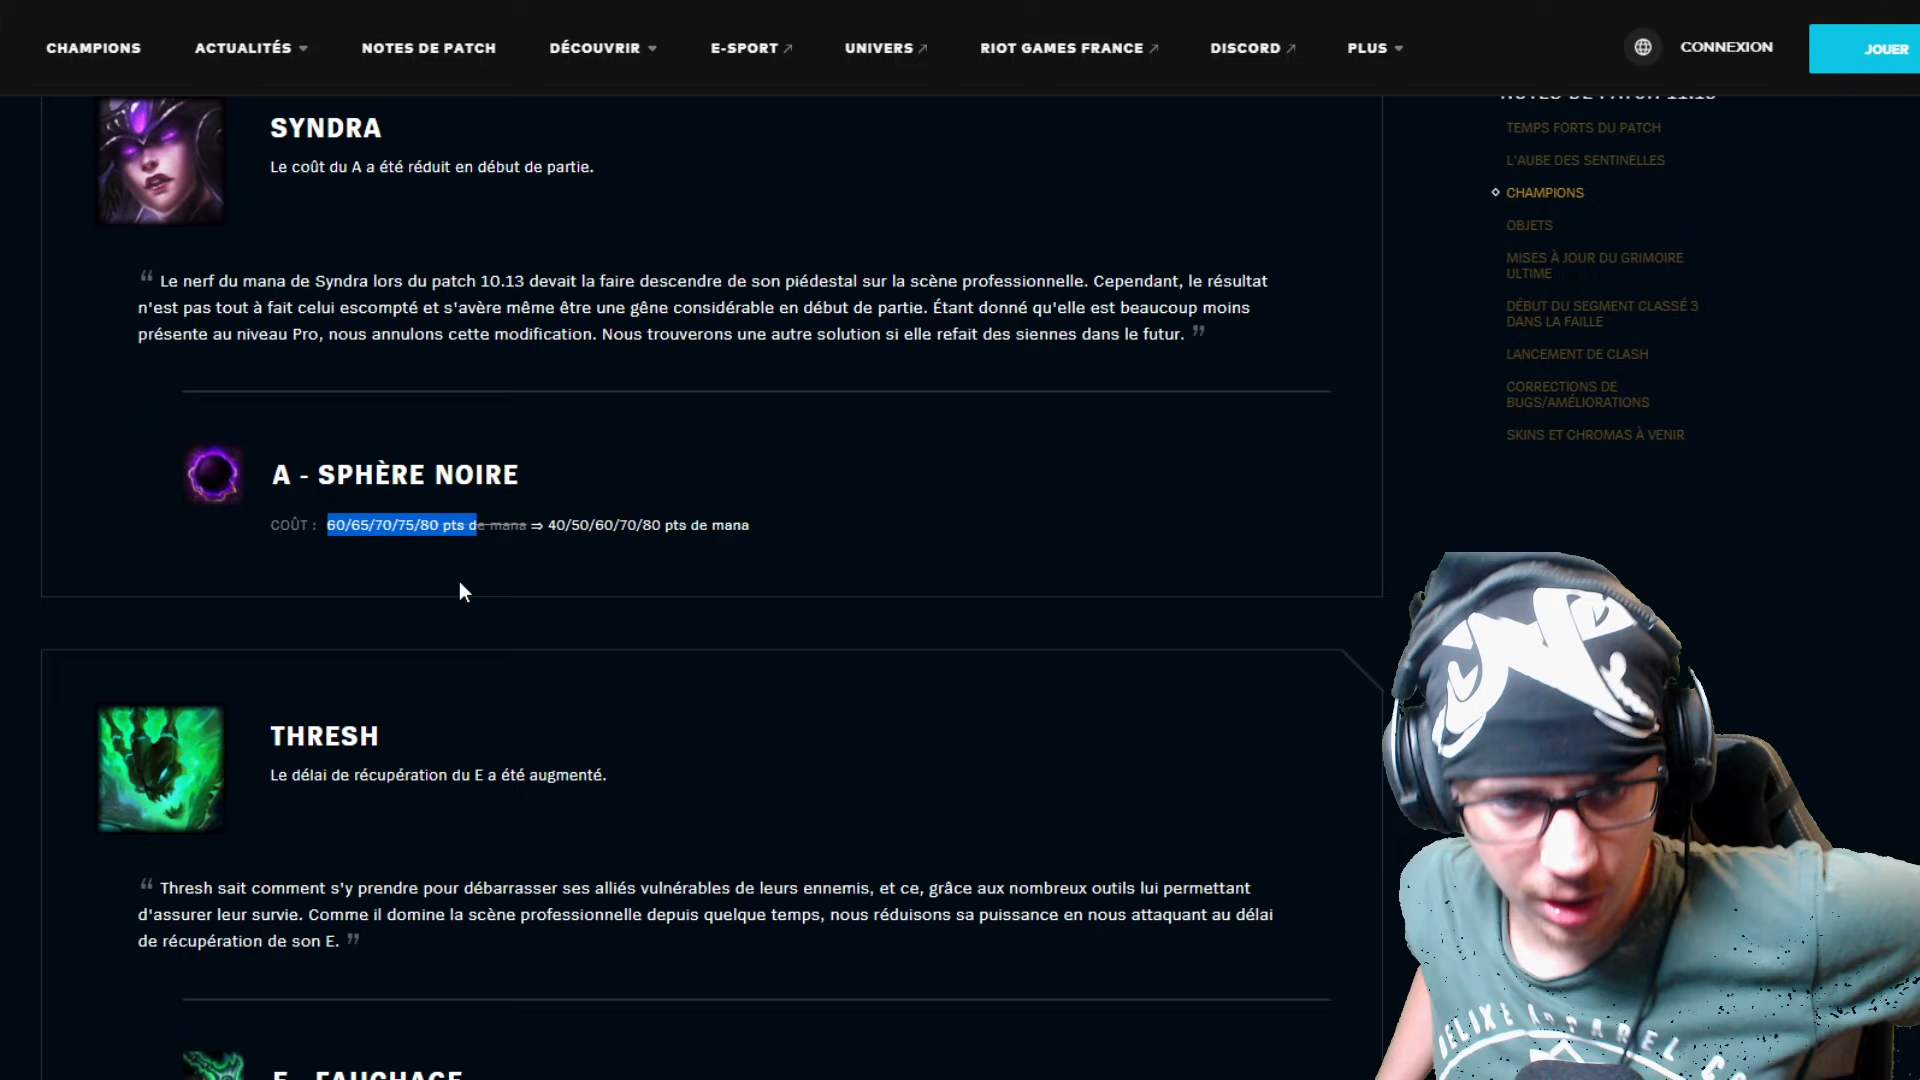 CHAMPIONS
ACTUALITÉS
NOTES DE PATCH
DÉCOUVRIR
E-SPORT
UNIVERS
RIOT GAMES FRANCE
DISCORD
PLUS
CONNEXION
JOUER
SYNDRA
Le coût du A a été réduit en début de partie.
“ Le nerf du mana de Syndra lors du patch 10.13 devait la faire descendre de son piédestal sur la scène professionnelle. Cependant, le résultat
n'est pas tout à fait celui escompté et s'avère même être une gêne considérable en début de partie. Étant donné qu'elle est beaucoup moins
présente au niveau Pro, nous annulons cette modification. Nous trouverons une autre solution si elle refait des siennes dans le futur. ”
A - SPHÈRE NOIRE
COÛT : 60/65/70/75/80 pts de mana ⇒ 40/50/60/70/80 pts de mana
THRESH
Le délai de récupération du E a été augmenté.
“ Thresh sait comment s'y prendre pour débarrasser ses alliés vulnérables de leurs ennemis, et ce, grâce aux nombreux outils lui permettant
d'assurer leur survie. Comme il domine la scène professionnelle depuis quelque temps, nous réduisons sa puissance en nous attaquant au délai
de récupération de son E. ”
E - FAUCHAGE
TEMPS FORTS DU PATCH
L'AUBE DES SENTINELLES
CHAMPIONS
OBJETS
MISES À JOUR DU GRIMOIRE
ULTIME
DÉBUT DU SEGMENT CLASSÉ 3
DANS LA FAILLE
LANCEMENT DE CLASH
CORRECTIONS DE
BUGS/AMÉLIORATIONS
SKINS ET CHROMAS À VENIR